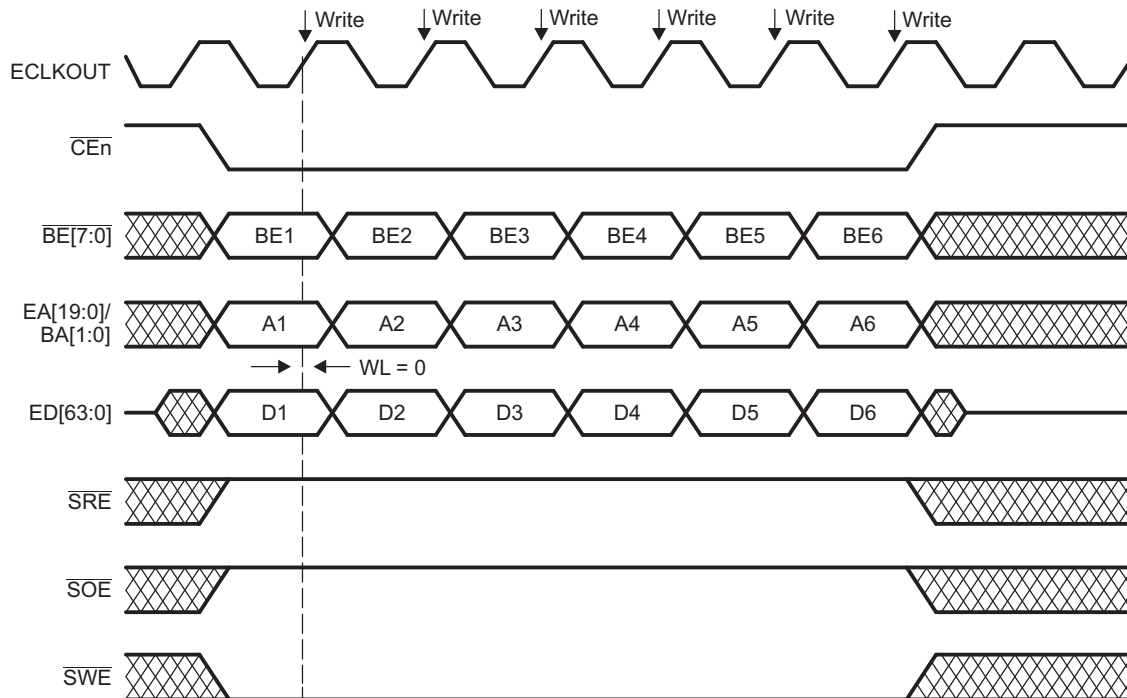 Write Write Write Write Write Write
ECLKOUT
CEn
BE[7:0] BE1 BE2 BE3 BE4 BE5 BE6
EA[19:0]/
BA[1:0] A1 A2 A3 A4 A5 A6
WL = 0
ED[63:0] D1 D2 D3 D4 D5 D6
SRE
SOE
SWE